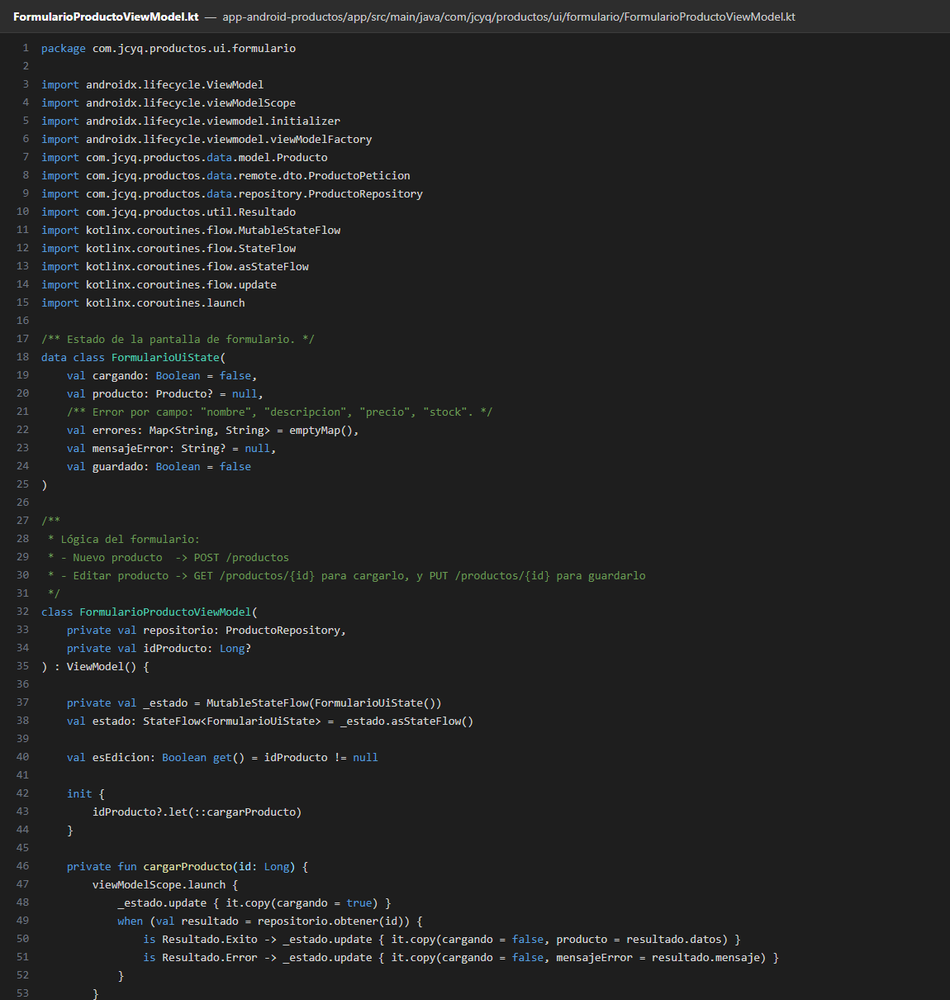 FormularioProductoViewModel.kt — app-android-productos/app/src/main/java/com/jcyq/productos/ui/formulario/FormularioProductoViewModel.kt
1 package com.jcyq.productos.ui.formulario
2
3 import androidx.lifecycle.ViewModel
4 import androidx.lifecycle.viewModelScope
5 import androidx.lifecycle.viewmodel.initializer
6 import androidx.lifecycle.viewmodel.viewModelFactory
7 import com.jcyq.productos.data.model.Producto
8 import com.jcyq.productos.data.remote.dto.ProductoPeticion
9 import com.jcyq.productos.data.repository.ProductoRepository
10 import com.jcyq.productos.util.Resultado
11 import kotlinx.coroutines.flow.MutableStateFlow
12 import kotlinx.coroutines.flow.StateFlow
13 import kotlinx.coroutines.flow.asStateFlow
14 import kotlinx.coroutines.flow.update
15 import kotlinx.coroutines.launch
16
17 /** Estado de la pantalla de formulario. */
18 data class FormularioUiState(
19     val cargando: Boolean = false,
20     val producto: Producto? = null,
21     /** Error por campo: "nombre", "descripcion", "precio", "stock". */
22     val errores: Map<String, String> = emptyMap(),
23     val mensajeError: String? = null,
24     val guardado: Boolean = false
25 )
26
27 /**
28  * Lógica del formulario:
29  * - Nuevo producto  -> POST /productos
30  * - Editar producto -> GET /productos/{id} para cargarlo, y PUT /productos/{id} para guardarlo
31  */
32 class FormularioProductoViewModel(
33     private val repositorio: ProductoRepository,
34     private val idProducto: Long?
35 ) : ViewModel() {
36
37     private val _estado = MutableStateFlow(FormularioUiState())
38     val estado: StateFlow<FormularioUiState> = _estado.asStateFlow()
39
40     val esEdicion: Boolean get() = idProducto != null
41
42     init {
43         idProducto?.let(::cargarProducto)
44     }
45
46     private fun cargarProducto(id: Long) {
47         viewModelScope.launch {
48             _estado.update { it.copy(cargando = true) }
49             when (val resultado = repositorio.obtener(id)) {
50                 is Resultado.Exito -> _estado.update { it.copy(cargando = false, producto = resultado.datos) }
51                 is Resultado.Error -> _estado.update { it.copy(cargando = false, mensajeError = resultado.mensaje) }
52             }
53         }